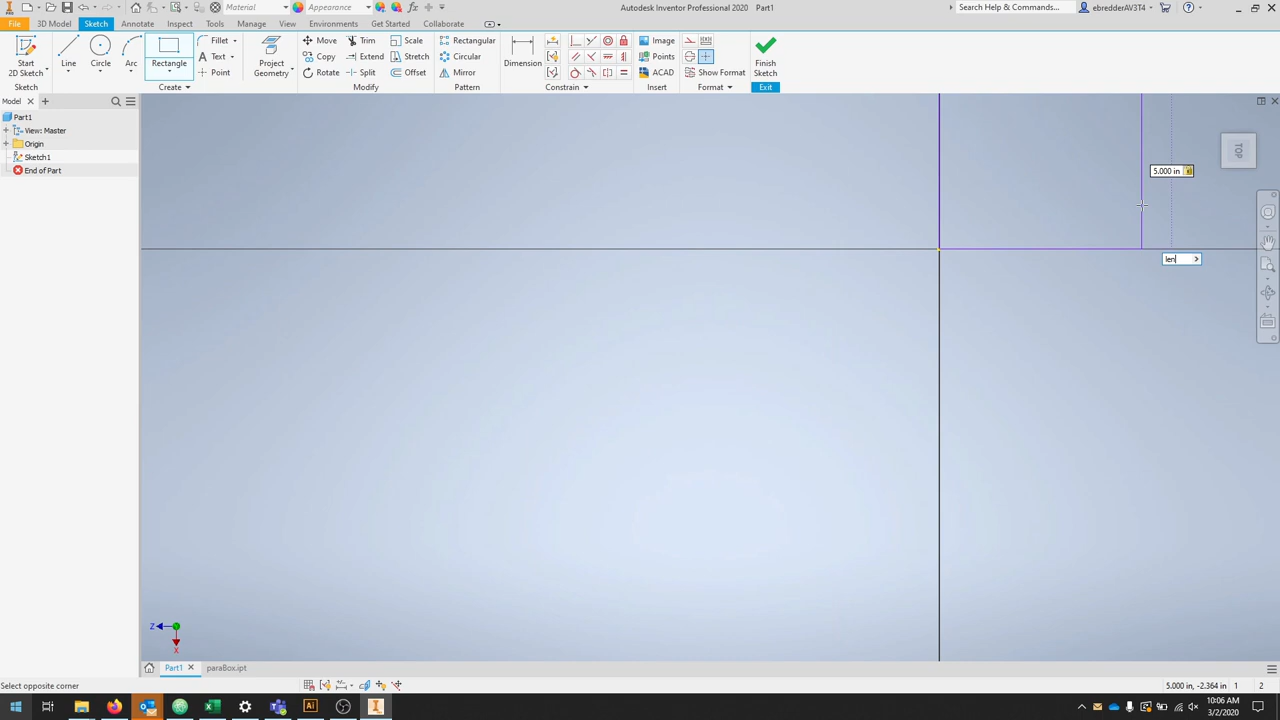 Material
Appearance
Autodesk Inventor Professional 2020 Part1
Search Help & Commands...
ebredderAV3T4
File 3D Model Sketch Annotate Inspect Tools Manage View Environments Get Started Collaborate
Start
2D Sketch
Line
Circle
Arc
Rectangle
Fillet
Text
Point
Project
Geometry
Move Trim Scale
Copy Extend Stretch
Rotate Split Offset
Rectangular
Circular
Mirror
Dimension
Image
Points
ACAD
Show Format
Finish
Sketch
Sketch Create Modify Pattern Constrain Insert Format Exit
Model
Part1
View: Master
Origin
Sketch1
End of Part
TOP
5.000 in
len
Z
X
Part1 paraBox.ipt
Select opposite corner
5.000 in, -2.364 in 1 2
10:06 AM
3/2/2020